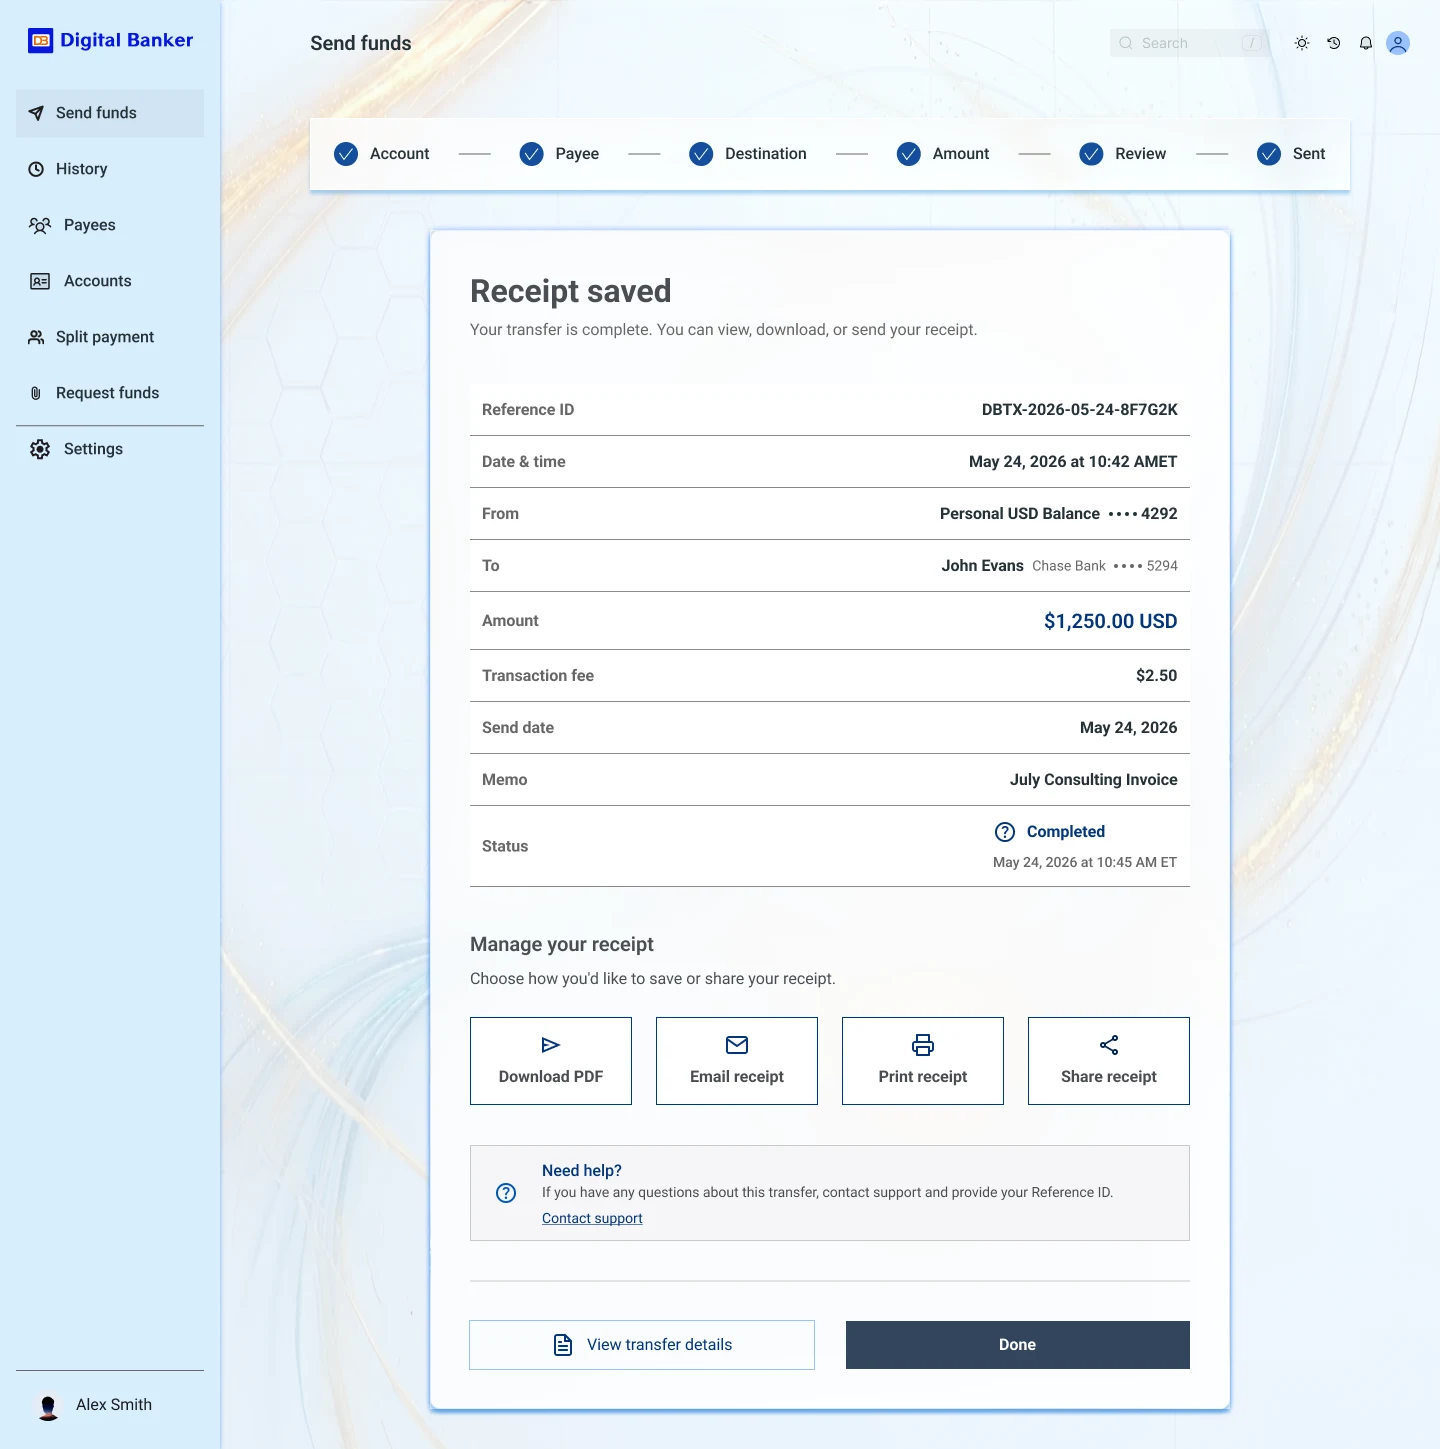 DB Digital Banker
Send funds
History
Payees
Accounts
Split payment
Request funds
Settings
Alex Smith
Send funds
Search /
Account
Payee
Destination
Amount
Review
Sent
Receipt saved
Your transfer is complete. You can view, download, or send your receipt.
Reference ID DBTX-2026-05-24-8F7G2K
Date & time May 24, 2026 at 10:42 AMET
From Personal USD Balance •••• 4292
To John Evans Chase Bank •••• 5294
Amount $1,250.00 USD
Transaction fee $2.50
Send date May 24, 2026
Memo July Consulting Invoice
Status Completed
May 24, 2026 at 10:45 AM ET
Manage your receipt
Choose how you'd like to save or share your receipt.
Download PDF
Email receipt
Print receipt
Share receipt
Need help?
If you have any questions about this transfer, contact support and provide your Reference ID.
Contact support
View transfer details
Done